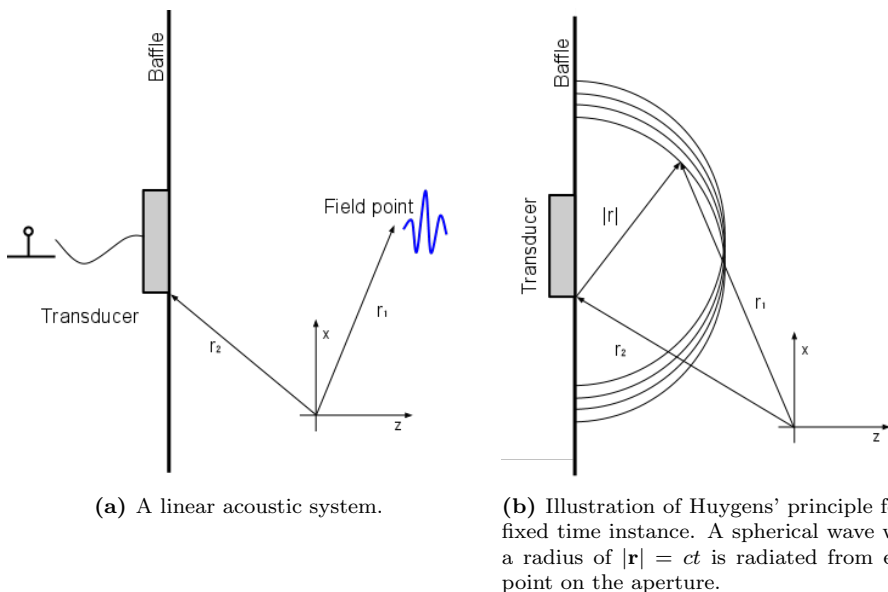 Baffle
Field point
Transducer
r₁
r₂
x
z
(a) A linear acoustic system.
Baffle
Transducer
|r|
r₁
r₂
x
z
(b) Illustration of Huygens' principle f
fixed time instance. A spherical wave
a radius of |r| = ct is radiated from e
point on the aperture.